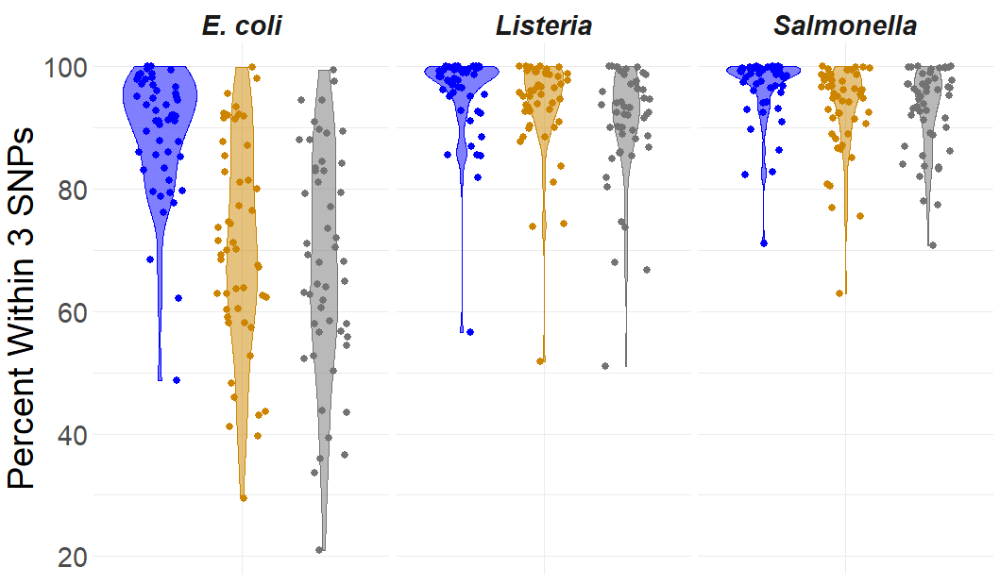 E. coli
Listeria
Salmonella
Percent Within 3 SNPs
100
80
60
40
20